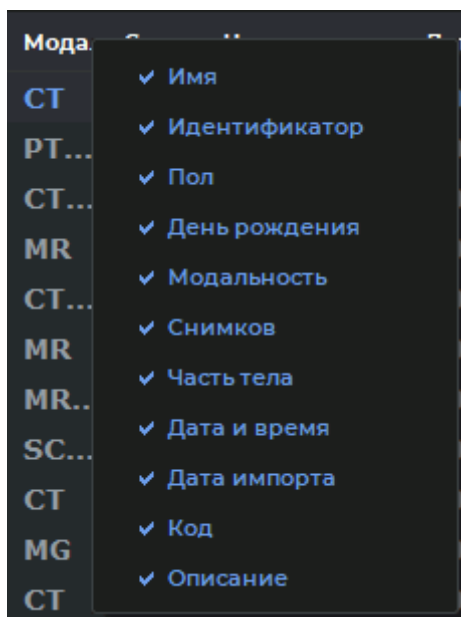 Мода...
CT
Имя
PT...
Идентификатор
Пол
CT...
День рождения
MR
Модальность
CT...
Снимков
MR
Часть тела
MR..
Дата и время
SC...
Дата импорта
CT
Код
MG
Описание
CT